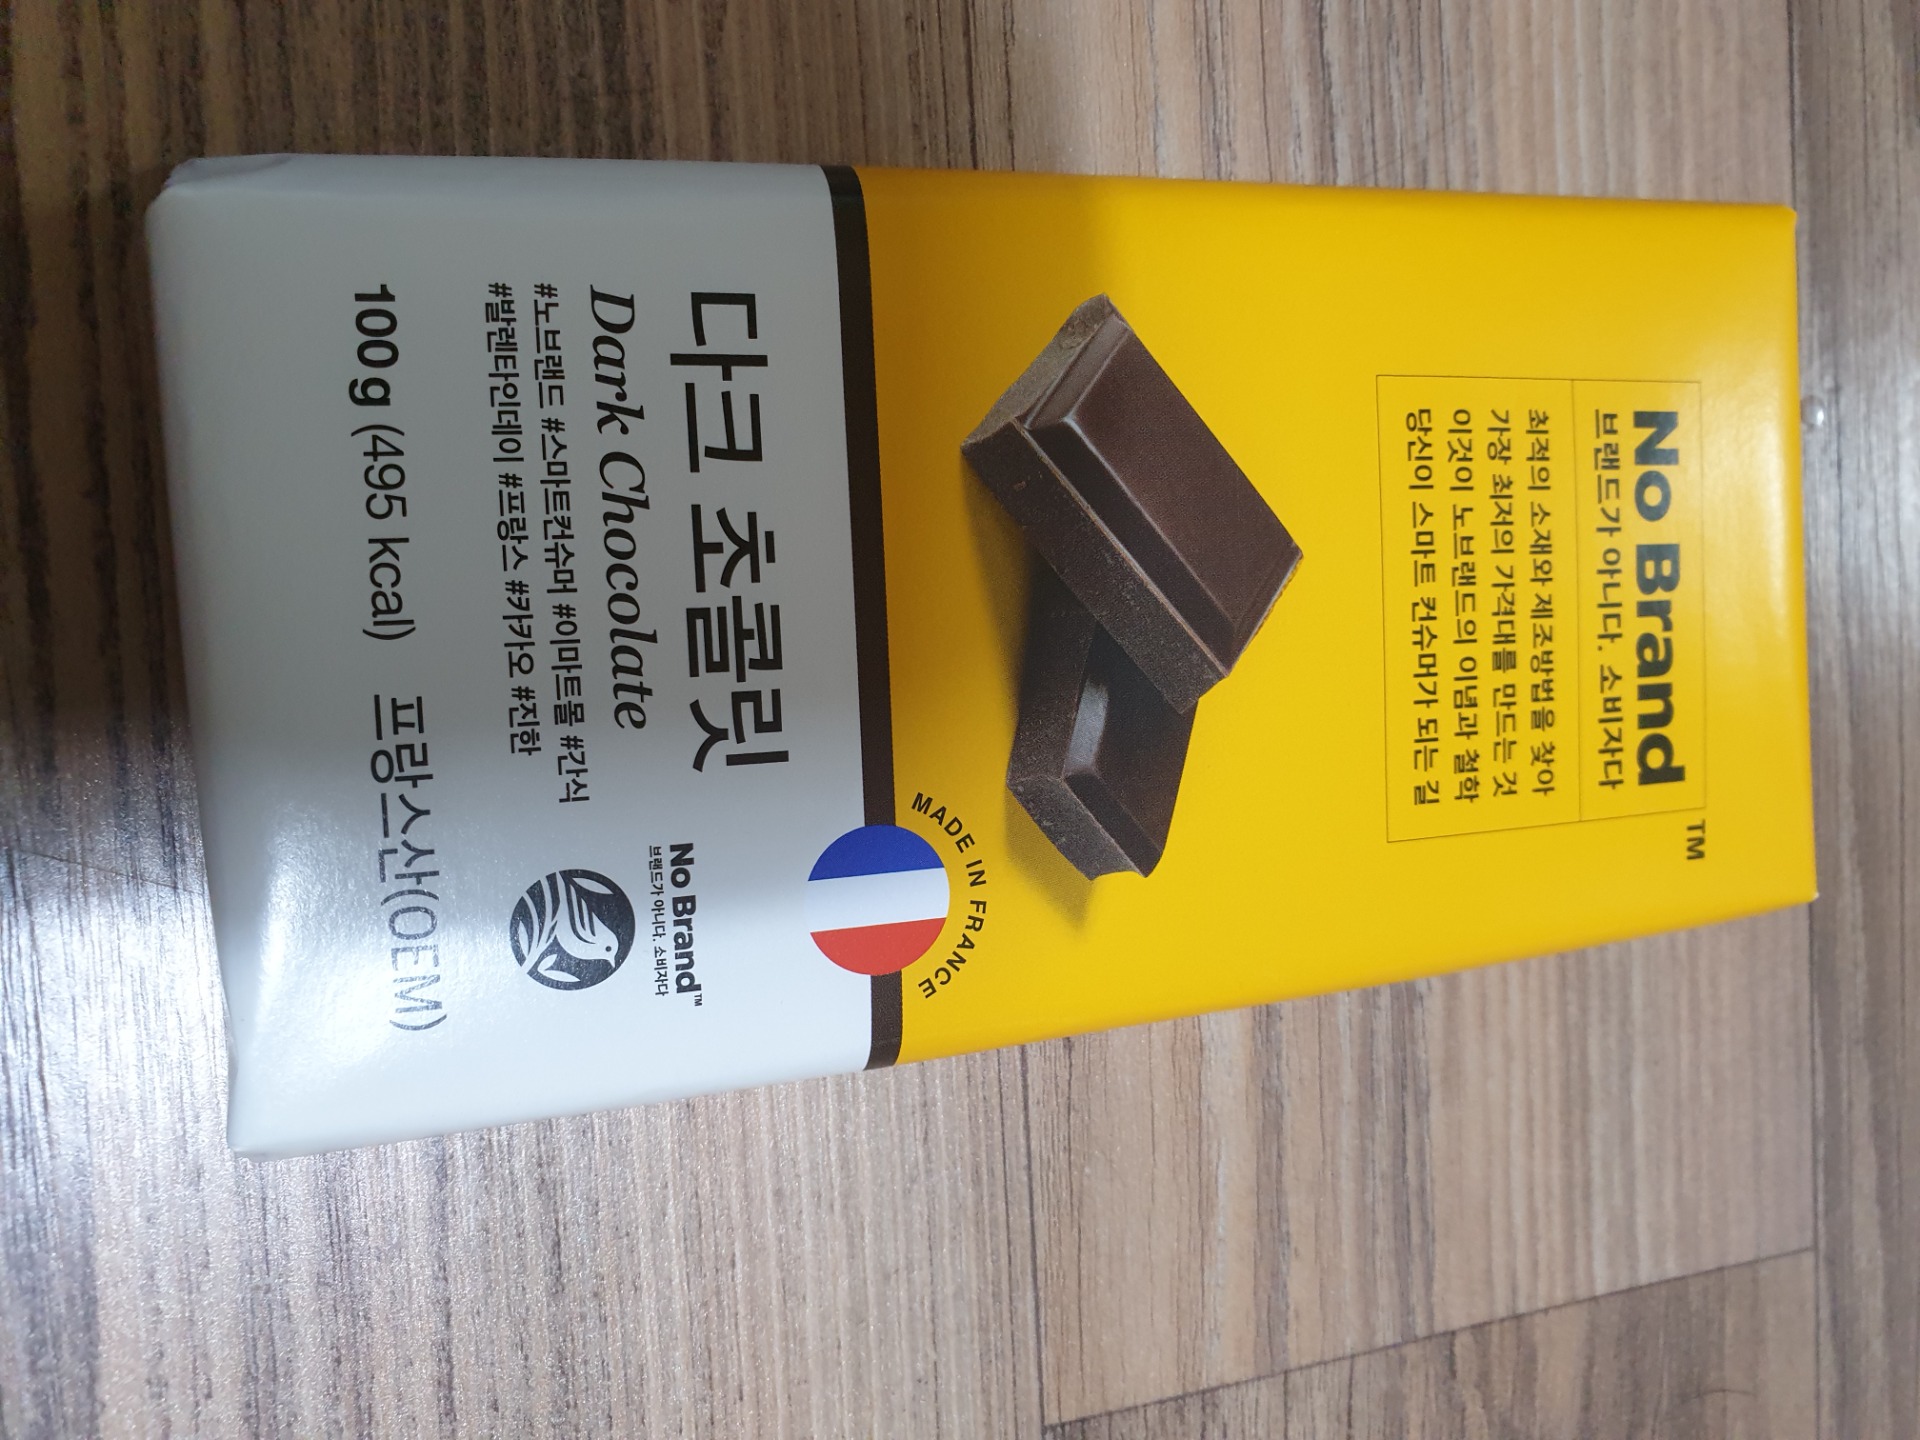 No Brand™
브랜드가 아니다. 소비자다
최적의 소재와 제조방법을 찾아
가장 최저의 가격대를 만드는 것
이것이 노브랜드의 이념과 철학
당신이 스마트 컨슈머가 되는 길
MADE IN FRANCE
다크 초콜릿
Dark Chocolate
#노브랜드 #스마트컨슈머 #이마트몰 #간식
#발렌타인데이 #프랑스 #카카오 #진한
No Brand™
브랜드가 아니다. 소비자다
100 g (495 kcal) 프랑스산(OEM)